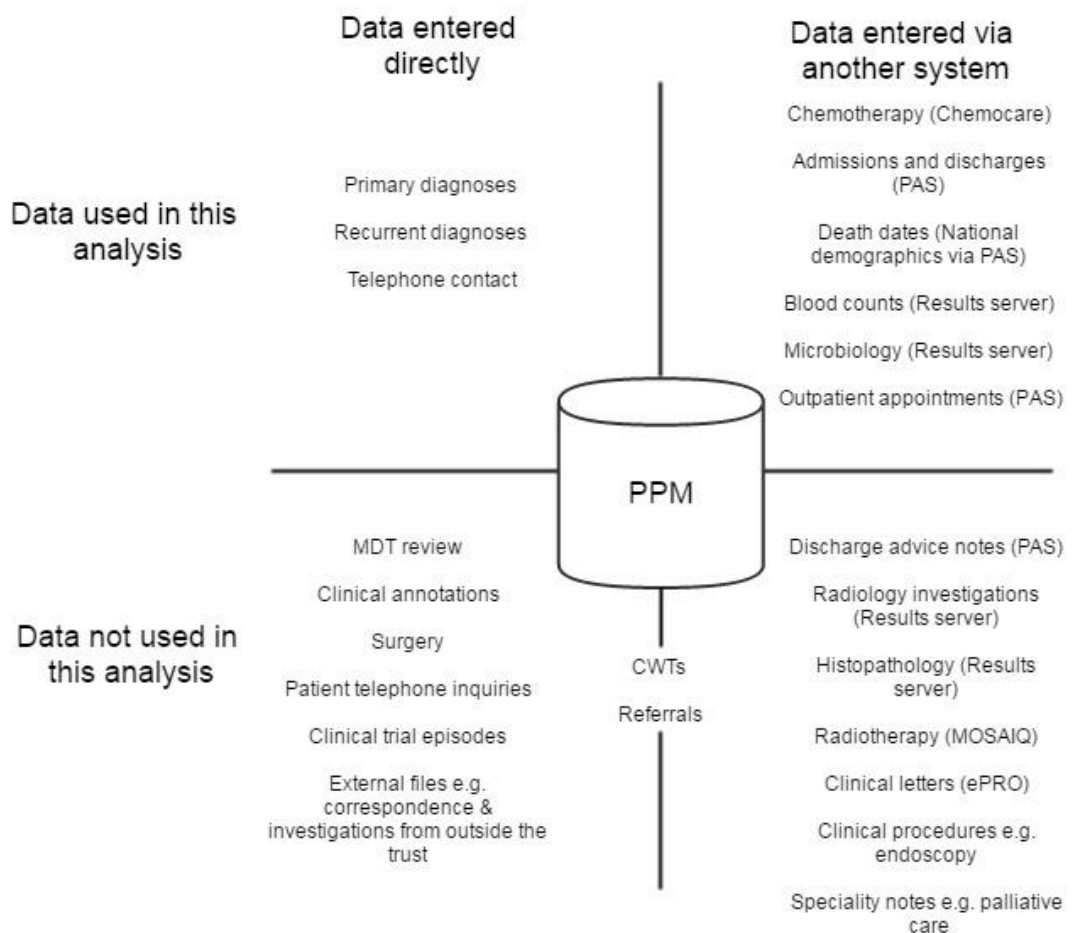 Data entered
directly
Data entered via
another system
Data used in this
analysis
Primary diagnoses
Recurrent diagnoses
Telephone contact
Chemotherapy (Chemocare)
Admissions and discharges
(PAS)
Death dates (National
demographics via PAS)
Blood counts (Results server)
Microbiology (Results server)
Outpatient appointments (PAS)
PPM
Data not used in
this analysis
MDT review
Clinical annotations
Surgery
Patient telephone inquiries
Clinical trial episodes
External files e.g.
correspondence &
investigations from outside the
trust
CWTs
Referrals
Discharge advice notes (PAS)
Radiology investigations
(Results server)
Histopathology (Results
server)
Radiotherapy (MOSAIQ)
Clinical letters (ePRO)
Clinical procedures e.g.
endoscopy
Speciality notes e.g. palliative
care